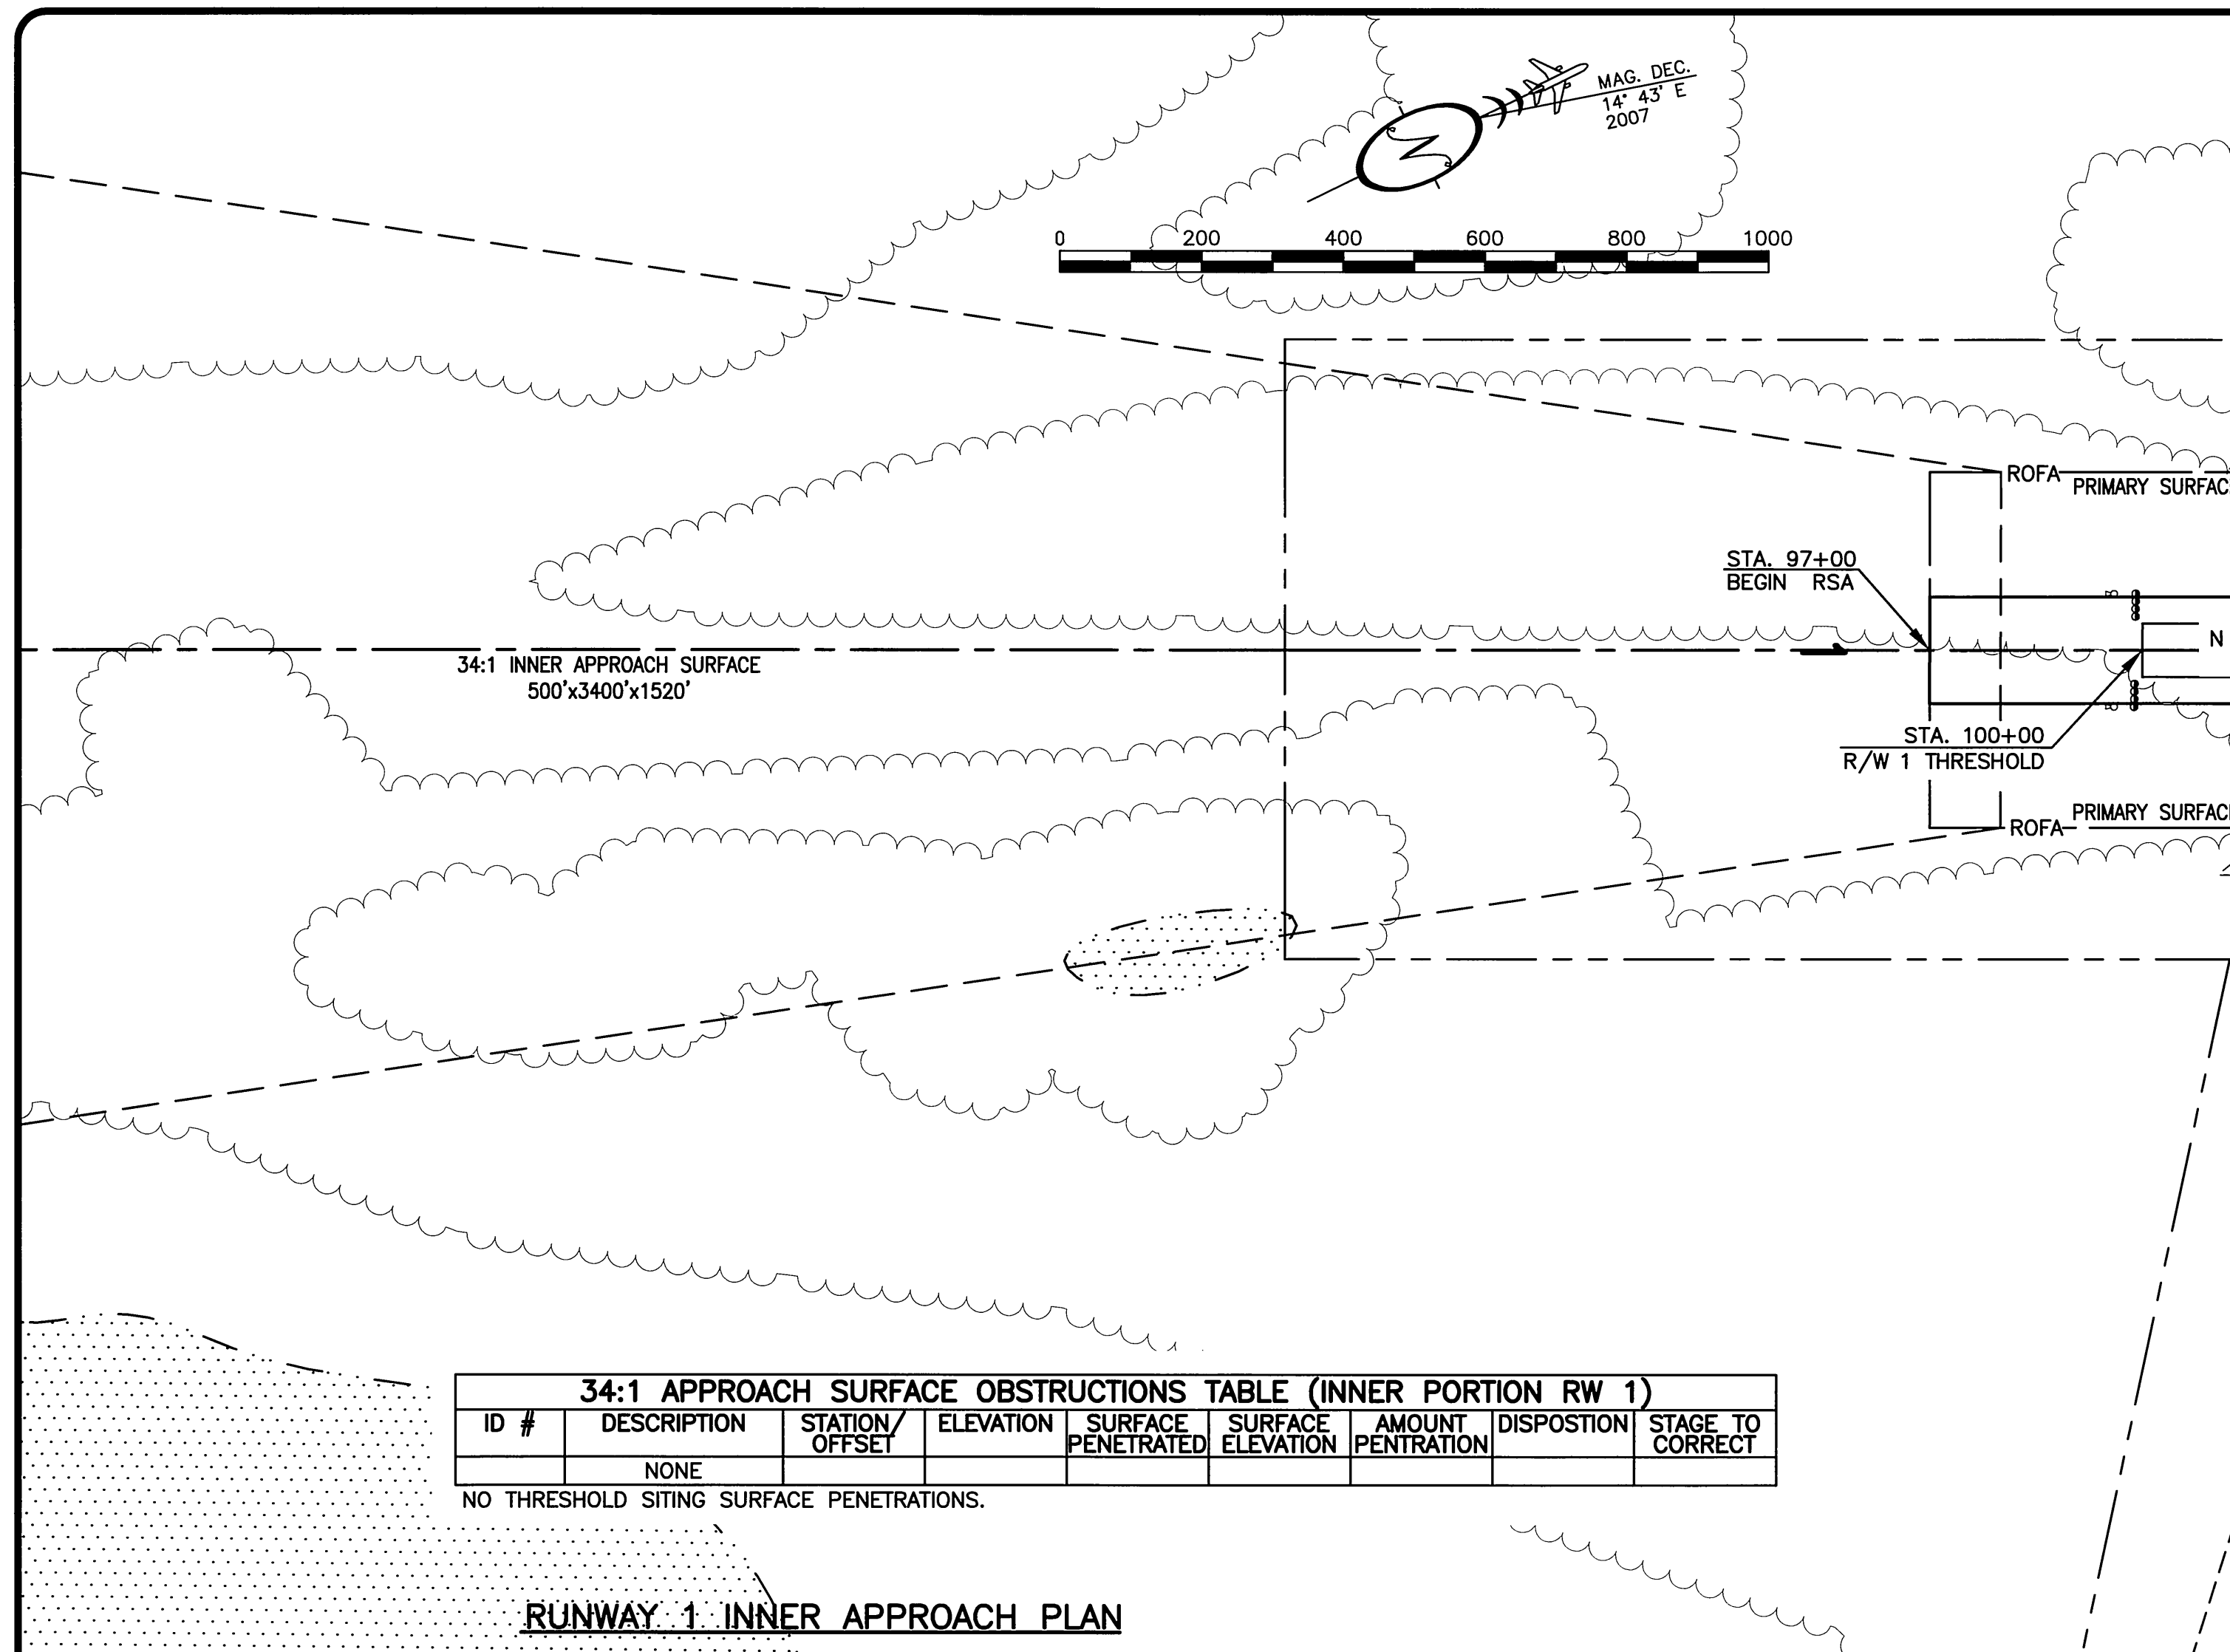 MAG. DEC.
14° 43' E
2007
0 200 400 600 800 1000
ROFA
PRIMARY SURFAC
STA. 97+00
BEGIN RSA
N
34:1 INNER APPROACH SURFACE
500'x3400'x1520'
STA. 100+00
R/W 1 THRESHOLD
PRIMARY SURFAC
ROFA
34:1 APPROACH SURFACE OBSTRUCTIONS TABLE (INNER PORTION RW 1)
ID # DESCRIPTION STATION/ OFFSET ELEVATION SURFACE PENETRATED SURFACE ELEVATION AMOUNT PENTRATION DISPOSTION STAGE TO CORRECT
NONE
NO THRESHOLD SITING SURFACE PENETRATIONS.
RUNWAY 1 INNER APPROACH PLAN